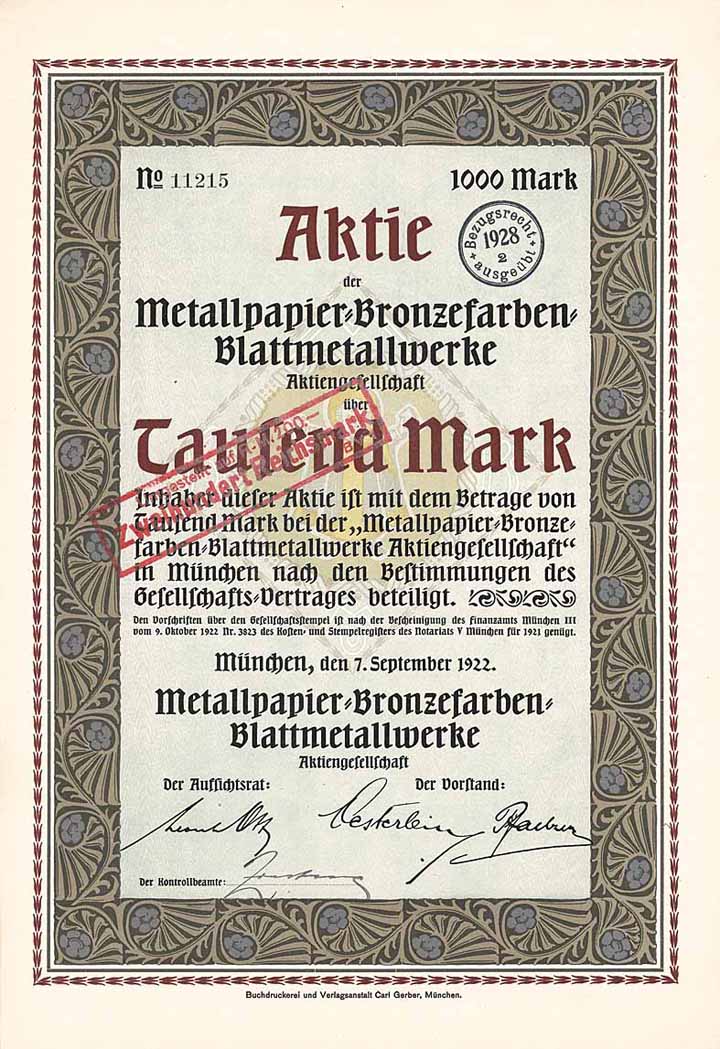 No 11215
1000 Mark
Aktie
Bezugsrecht
1928
2
ausgeübt
der
Metallpapier-Bronzefarben-
Blattmetallwerke
Aktiengesellschaft
über
Tausend Mark
Zweihundert Reichsmark
Inhaber dieser Aktie ist mit dem Betrage von
Tausend Mark bei der „Metallpapier-Bronze-
farben-Blattmetallwerke Aktiengesellschaft“
in München nach den Bestimmungen des
Gesellschafts-Vertrages beteiligt.
Den Vorschriften über den Gesellschaftsstempel ist nach der Bescheinigung des Finanzamts München III
vom 9. Oktober 1922 Nr. 3823 des Kosten- und Stempelregisters des Notariats V München für 1921 genügt.
München, den 7. September 1922.
Metallpapier-Bronzefarben-
Blattmetallwerke
Aktiengesellschaft
Der Aufsichtsrat:
Der Vorstand:
Oesterlein
Der Kontrollbeamte:
Buchdruckerei und Verlagsanstalt Carl Gerber, München.